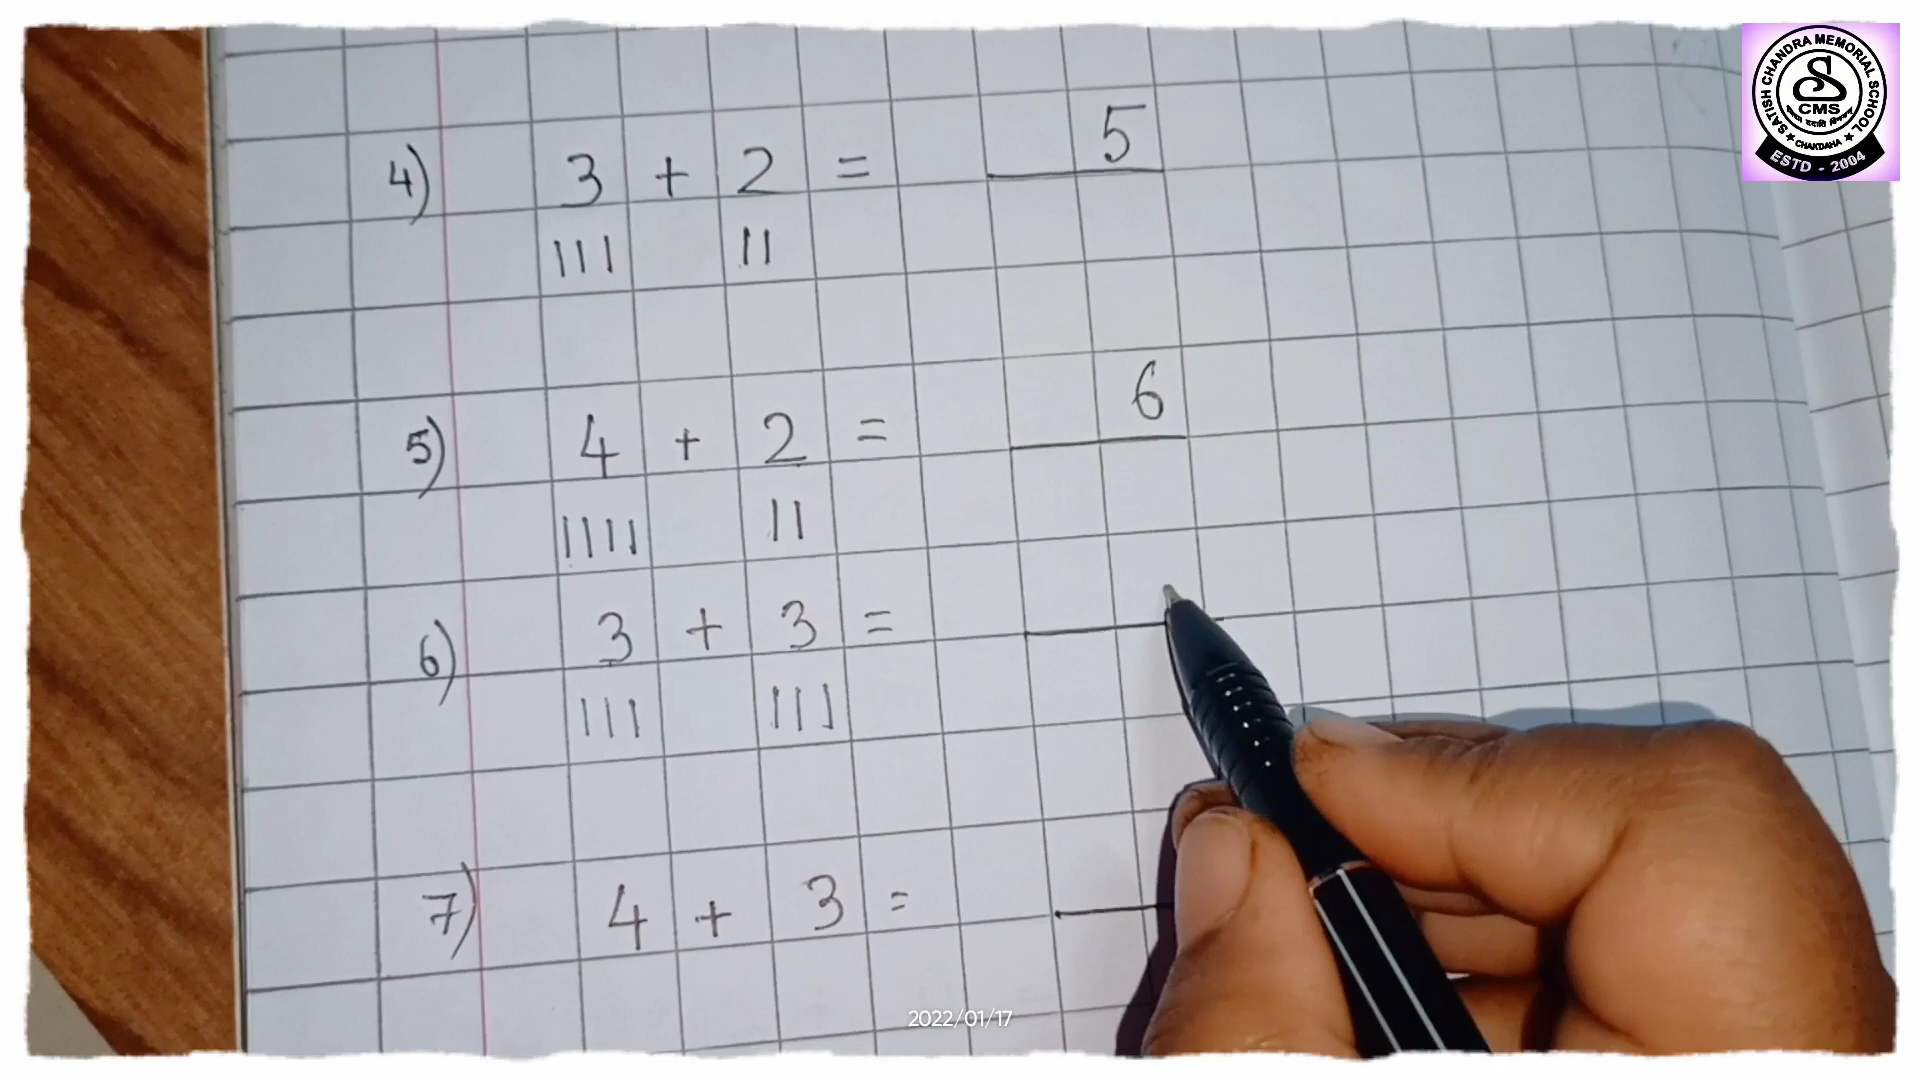 4) 3 + 2 = 5
||| ||
5) 4 + 2 = 6
|||| ||
6) 3 + 3 =
||| |||
7) 4 + 3 =
SATISH CHANDRA MEMORIAL SCHOOL
S
CMS
★ CHAKDAHA ★
ESTD - 2004
2022/01/17